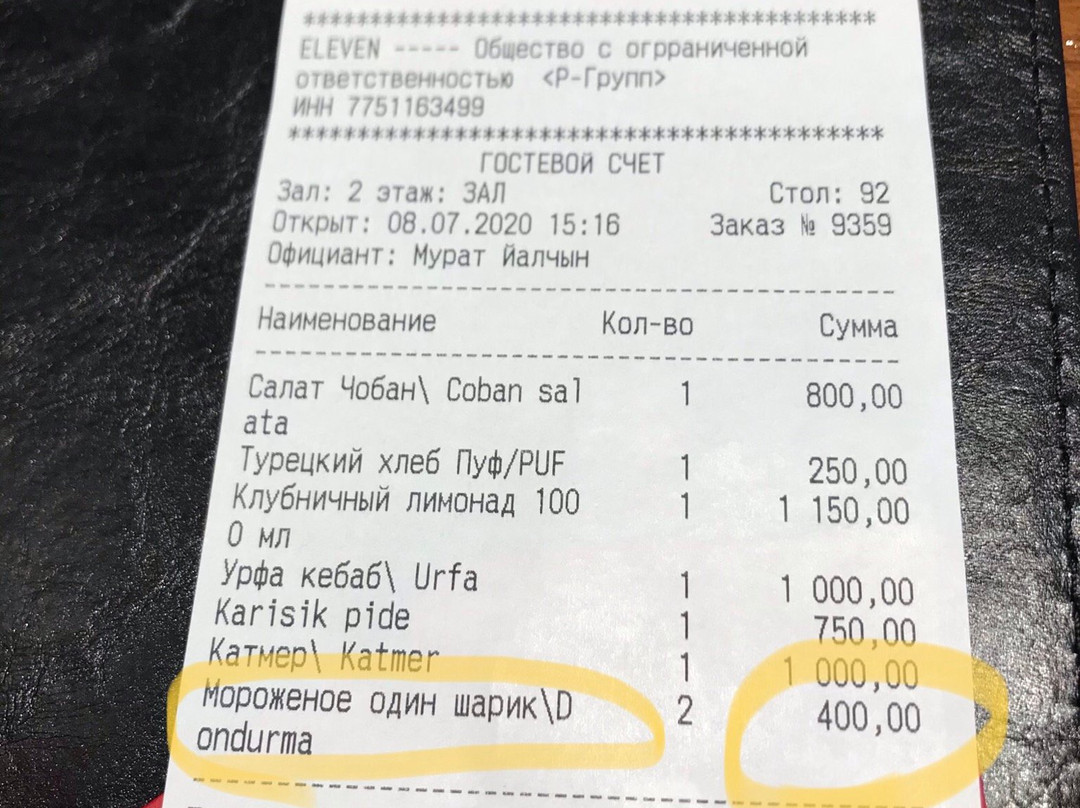 ********************************************
ELEVEN ----- Общество с огрраниченной
ответственностью <Р-Групп>
ИНН 7751163499
********************************************
ГОСТЕВОЙ СЧЕТ
Зал: 2 этаж: ЗАЛ Стол: 92
Открыт: 08.07.2020 15:16 Заказ № 9359
Официант: Мурат Йалчын
Наименование Кол-во Сумма
Салат Чобан\ Coban sal 1 800,00
ata
Турецкий хлеб Пуф/PUF 1 250,00
Клубничный лимонад 100 1 1 150,00
0 мл
Урфа кебаб\ Urfa 1 1 000,00
Karisik pide 1 750,00
Катмер\ Katmer 1 1 000,00
Мороженое один шарик\D 2 400,00
ondurma